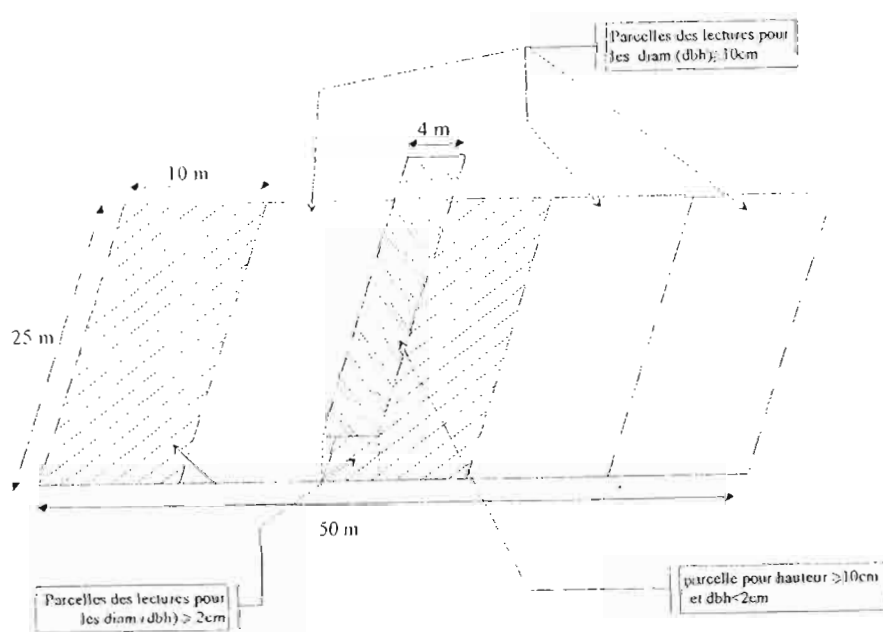 Parcelles des lectures pour
les diam (dbh)≥ 10cm
4 m
10 m
25 m
50 m
Parcelles des lectures pour
les diam (dbh) ≥ 2cm
parcelle pour hauteur ≥10cm
et dbh<2cm